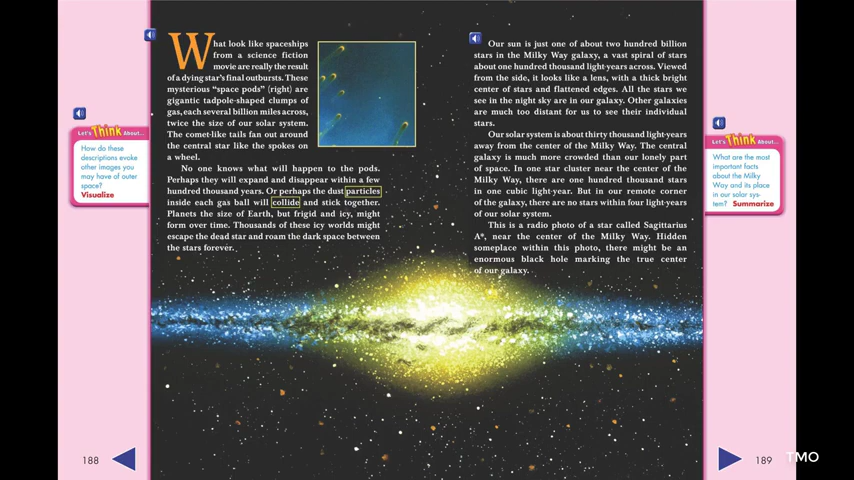 What look like spaceships
from a science fiction
movie are really the result
of a dying star's final outbursts. These
mysterious "space pods" (right) are
gigantic tadpole-shaped clumps of
gas, each several billion miles across,
twice the size of our solar system.
The comet-like tails fan out around
the central star like the spokes on
a wheel.
No one knows what will happen to the pods.
Perhaps they will expand and disappear within a few
hundred thousand years. Or perhaps the dust particles
inside each gas ball will collide and stick together.
Planets the size of Earth, but frigid and icy, might
form over time. Thousands of these icy worlds might
escape the dead star and roam the dark space between
the stars forever.
Let's Think About...
How do these
descriptions evoke
other images you
may have of outer
space?
Visualize
188
Our sun is just one of about two hundred billion
stars in the Milky Way galaxy, a vast spiral of stars
about one hundred thousand light-years across. Viewed
from the side, it looks like a lens, with a thick bright
center of stars and flattened edges. All the stars we
see in the night sky are in our galaxy. Other galaxies
are much too distant for us to see their individual
stars.
Our solar system is about thirty thousand light-years
away from the center of the Milky Way. The central
galaxy is much more crowded than our lonely part
of space. In one star cluster near the center of the
Milky Way, there are one hundred thousand stars
in one cubic light-year. But in our remote corner
of the galaxy, there are no stars within four light-years
of our solar system.
This is a radio photo of a star called Sagittarius
A*, near the center of the Milky Way. Hidden
someplace within this photo, there might be an
enormous black hole marking the true center
of our galaxy.
Let's Think About...
What are the most
important facts
about the Milky
Way and its place
in our solar sys-
tem? Summarize
189
TMO